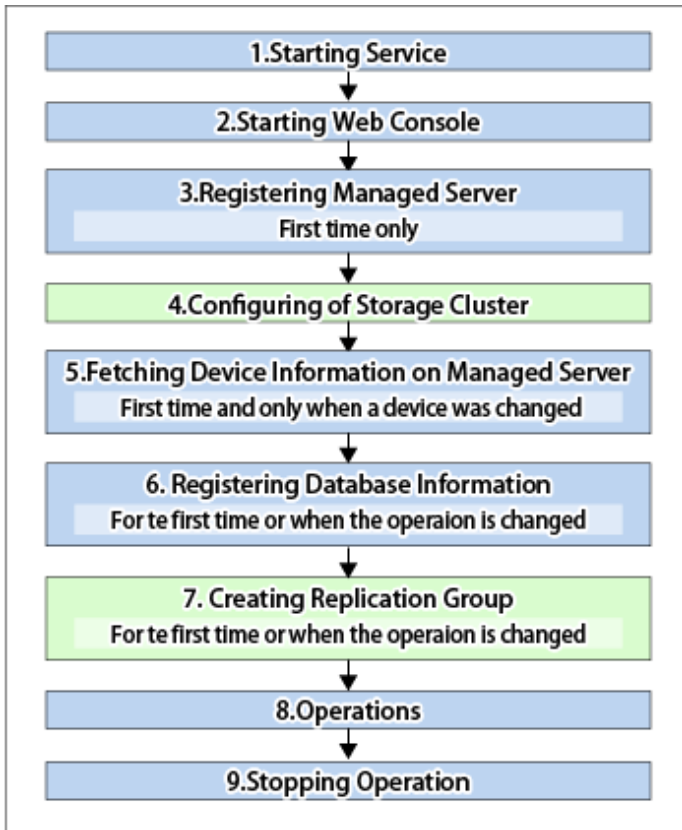 1.Starting Service
2.Starting Web Console
3.Registering Managed Server
First time only
4.Configuring of Storage Cluster
5.Fetching Device Information on Managed Server
First time and only when a device was changed
6. Registering Database Information
For te first time or when the operaion is changed
7. Creating Replication Group
For te first time or when the operaion is changed
8.Operations
9.Stopping Operation